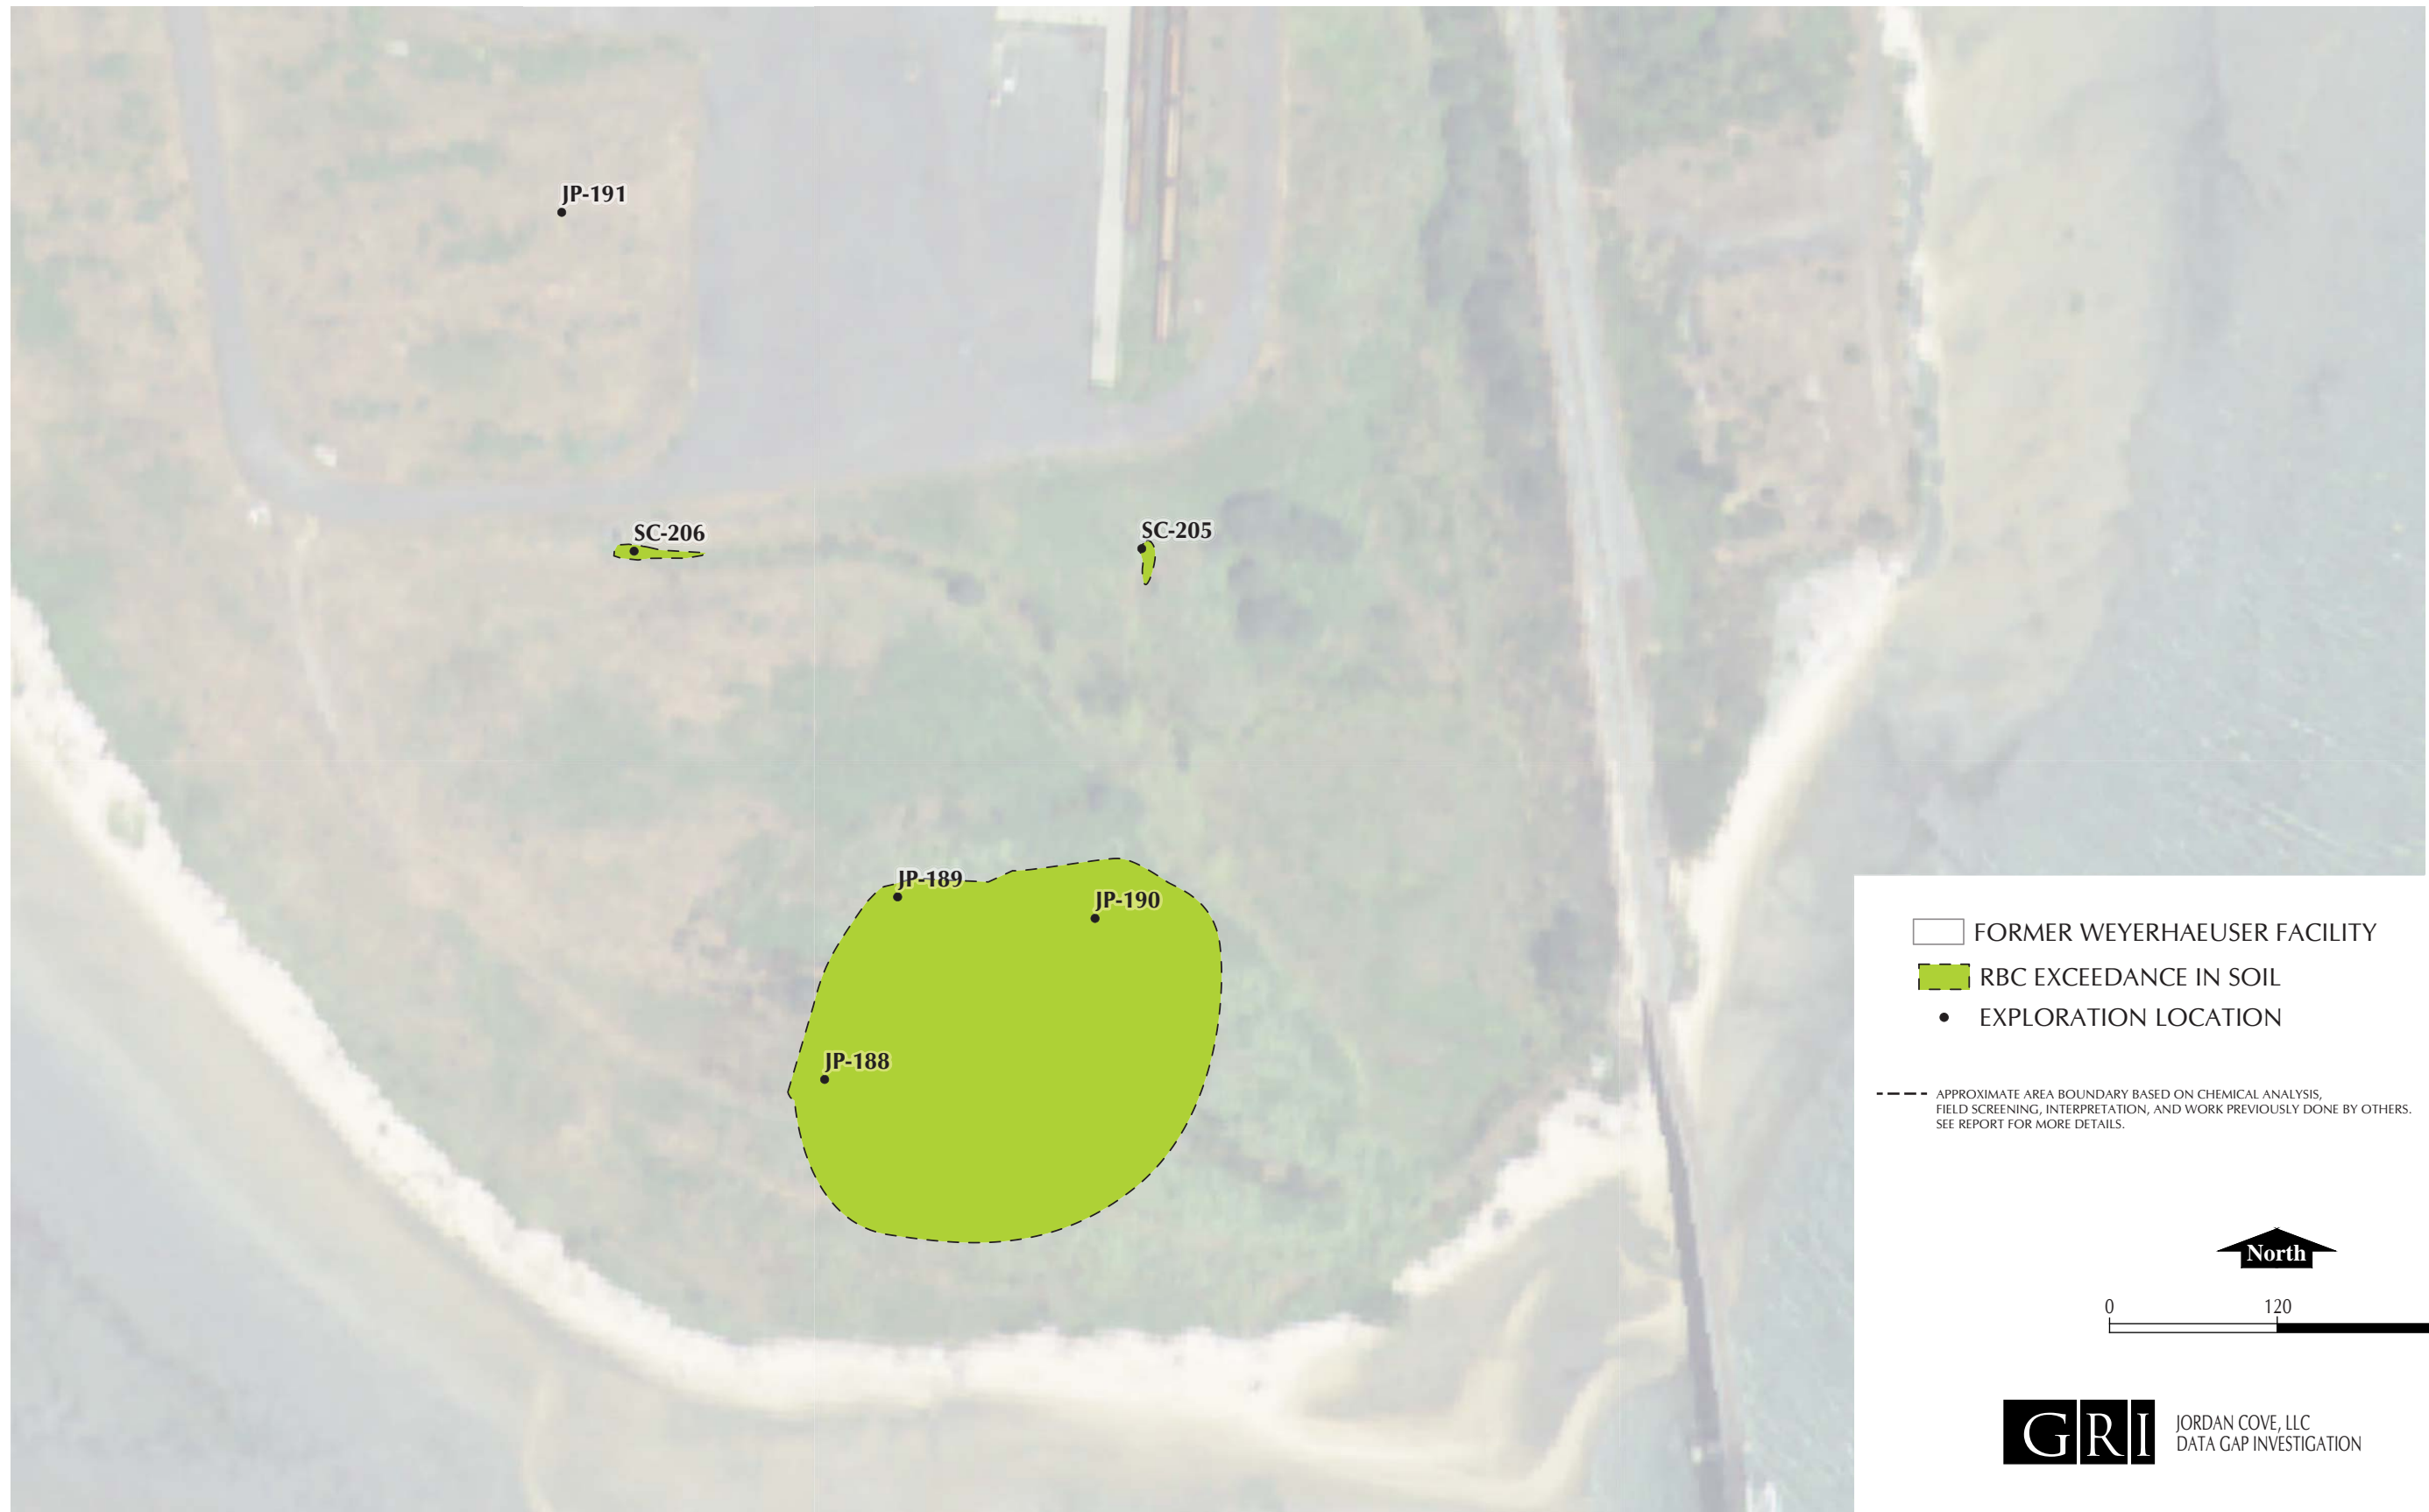 JP-191
SC-206
SC-205
JP-189
JP-190
JP-188
FORMER WEYERHAEUSER FACILITY
RBC EXCEEDANCE IN SOIL
EXPLORATION LOCATION
APPROXIMATE AREA BOUNDARY BASED ON CHEMICAL ANALYSIS,
FIELD SCREENING, INTERPRETATION, AND WORK PREVIOUSLY DONE BY OTHERS.
SEE REPORT FOR MORE DETAILS.
North
0 120
GRI
JORDAN COVE, LLC
DATA GAP INVESTIGATION